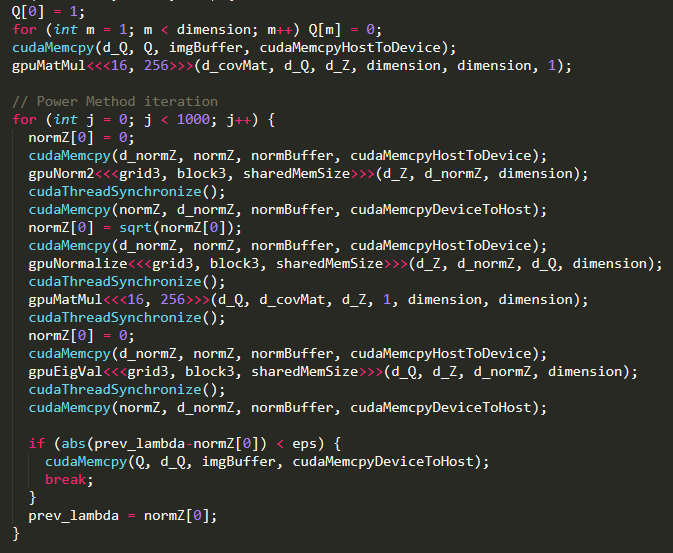 Q[0] = 1;
for (int m = 1; m < dimension; m++) Q[m] = 0;
cudaMemcpy(d_Q, Q, imgBuffer, cudaMemcpyHostToDevice);
gpuMatMul<<<16, 256>>>(d_covMat, d_Q, d_Z, dimension, dimension, 1);

// Power Method iteration
for (int j = 0; j < 1000; j++) {
  normZ[0] = 0;
  cudaMemcpy(d_normZ, normZ, normBuffer, cudaMemcpyHostToDevice);
  gpuNorm2<<<grid3, block3, sharedMemSize>>>(d_Z, d_normZ, dimension);
  cudaThreadSynchronize();
  cudaMemcpy(normZ, d_normZ, normBuffer, cudaMemcpyDeviceToHost);
  normZ[0] = sqrt(normZ[0]);
  cudaMemcpy(d_normZ, normZ, normBuffer, cudaMemcpyHostToDevice);
  gpuNormalize<<<grid3, block3, sharedMemSize>>>(d_Z, d_normZ, d_Q, dimension);
  cudaThreadSynchronize();
  gpuMatMul<<<16, 256>>>(d_Q, d_covMat, d_Z, 1, dimension, dimension);
  cudaThreadSynchronize();
  normZ[0] = 0;
  cudaMemcpy(d_normZ, normZ, normBuffer, cudaMemcpyHostToDevice);
  gpuEigVal<<<grid3, block3, sharedMemSize>>>(d_Q, d_Z, d_normZ, dimension);
  cudaThreadSynchronize();
  cudaMemcpy(normZ, d_normZ, normBuffer, cudaMemcpyDeviceToHost);

  if (abs(prev_lambda-normZ[0]) < eps) {
    cudaMemcpy(Q, d_Q, imgBuffer, cudaMemcpyDeviceToHost);
    break;
  }
  prev_lambda = normZ[0];
}